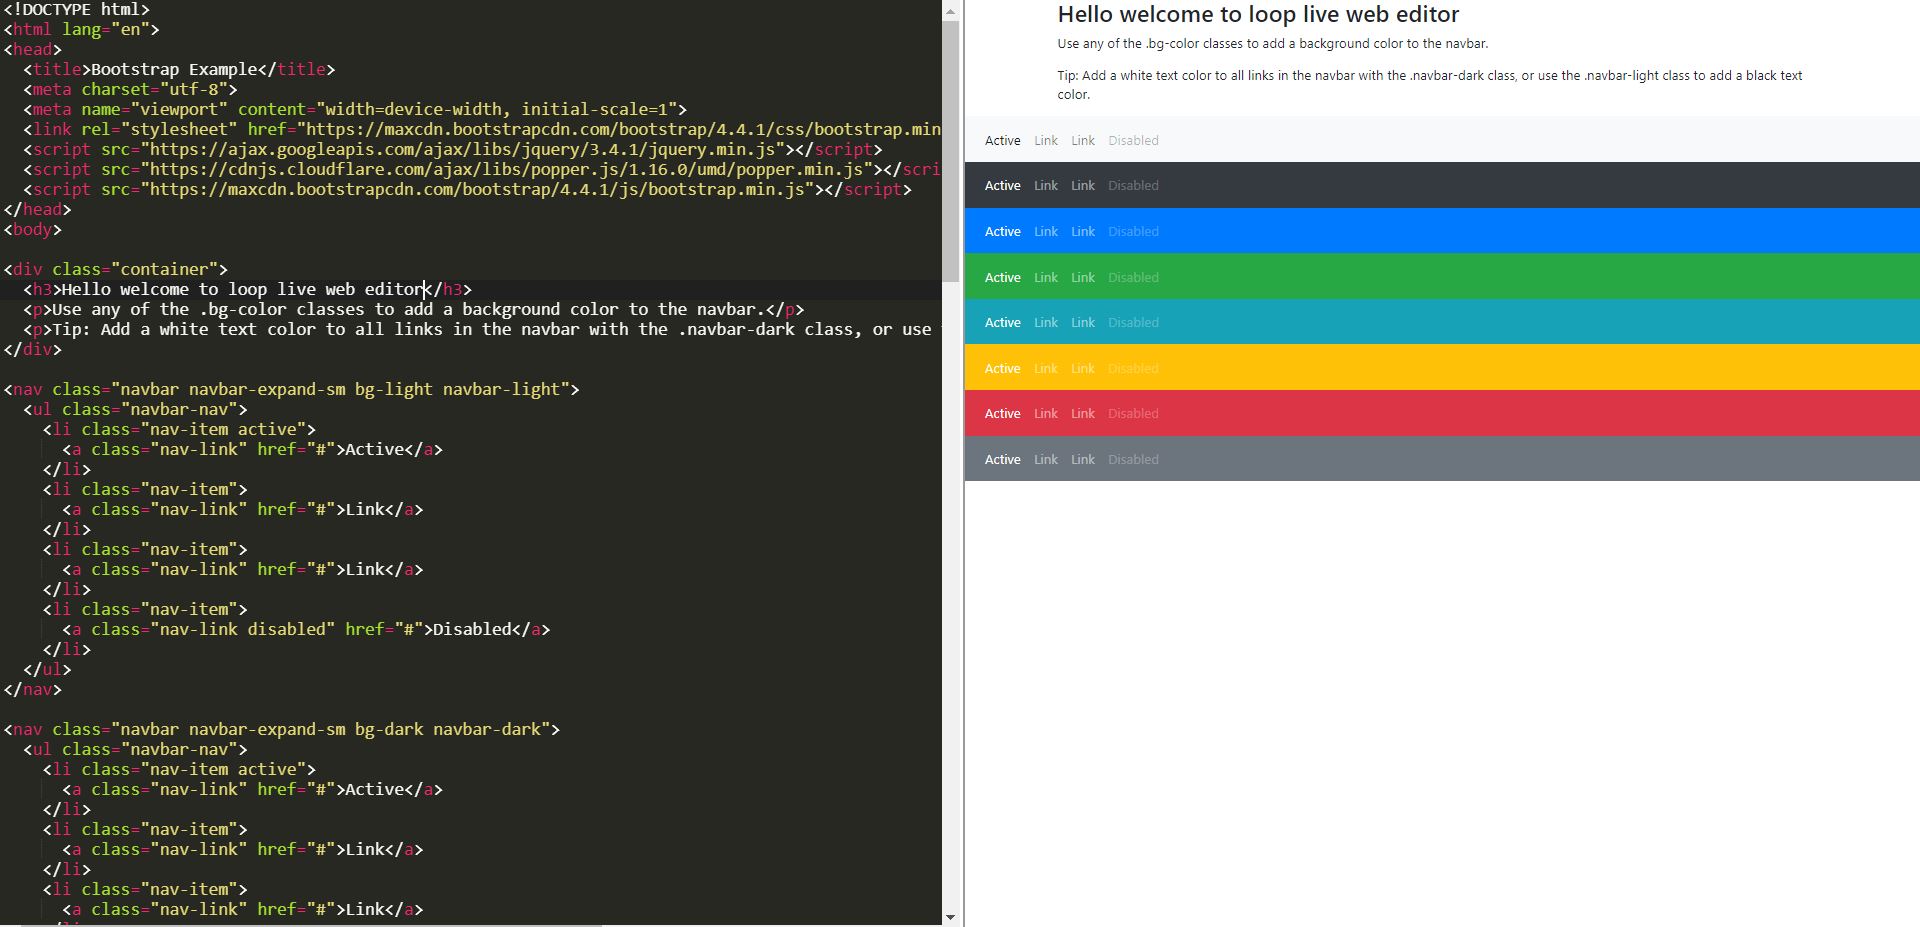 <!DOCTYPE html>
<html lang="en">
<head>
<title>Bootstrap Example</title>
<meta charset="utf-8">
<meta name="viewport" content="width=device-width, initial-scale=1">
<link rel="stylesheet" href="https://maxcdn.bootstrapcdn.com/bootstrap/4.4.1/css/bootstrap.min
<script src="https://ajax.googleapis.com/ajax/libs/jquery/3.4.1/jquery.min.js"></script>
<script src="https://cdnjs.cloudflare.com/ajax/libs/popper.js/1.16.0/umd/popper.min.js"></scri
<script src="https://maxcdn.bootstrapcdn.com/bootstrap/4.4.1/js/bootstrap.min.js"></script>
</head>
<body>
<div class="container">
<h3>Hello welcome to loop live web editor</h3>
<p>Use any of the .bg-color classes to add a background color to the navbar.</p>
<p>Tip: Add a white text color to all links in the navbar with the .navbar-dark class, or use
</div>
<nav class="navbar navbar-expand-sm bg-light navbar-light">
<ul class="navbar-nav">
<li class="nav-item active">
<a class="nav-link" href="#">Active</a>
</li>
<li class="nav-item">
<a class="nav-link" href="#">Link</a>
</li>
<li class="nav-item">
<a class="nav-link" href="#">Link</a>
</li>
<li class="nav-item">
<a class="nav-link disabled" href="#">Disabled</a>
</li>
</ul>
</nav>
<nav class="navbar navbar-expand-sm bg-dark navbar-dark">
<ul class="navbar-nav">
<li class="nav-item active">
<a class="nav-link" href="#">Active</a>
</li>
<li class="nav-item">
<a class="nav-link" href="#">Link</a>
</li>
<li class="nav-item">
<a class="nav-link" href="#">Link</a>
Hello welcome to loop live web editor
Use any of the .bg-color classes to add a background color to the navbar.
Tip: Add a white text color to all links in the navbar with the .navbar-dark class, or use the .navbar-light class to add a black text
color.
Active Link Link Disabled
Active Link Link Disabled
Active Link Link Disabled
Active Link Link Disabled
Active Link Link Disabled
Active Link Link Disabled
Active Link Link Disabled
Active Link Link Disabled